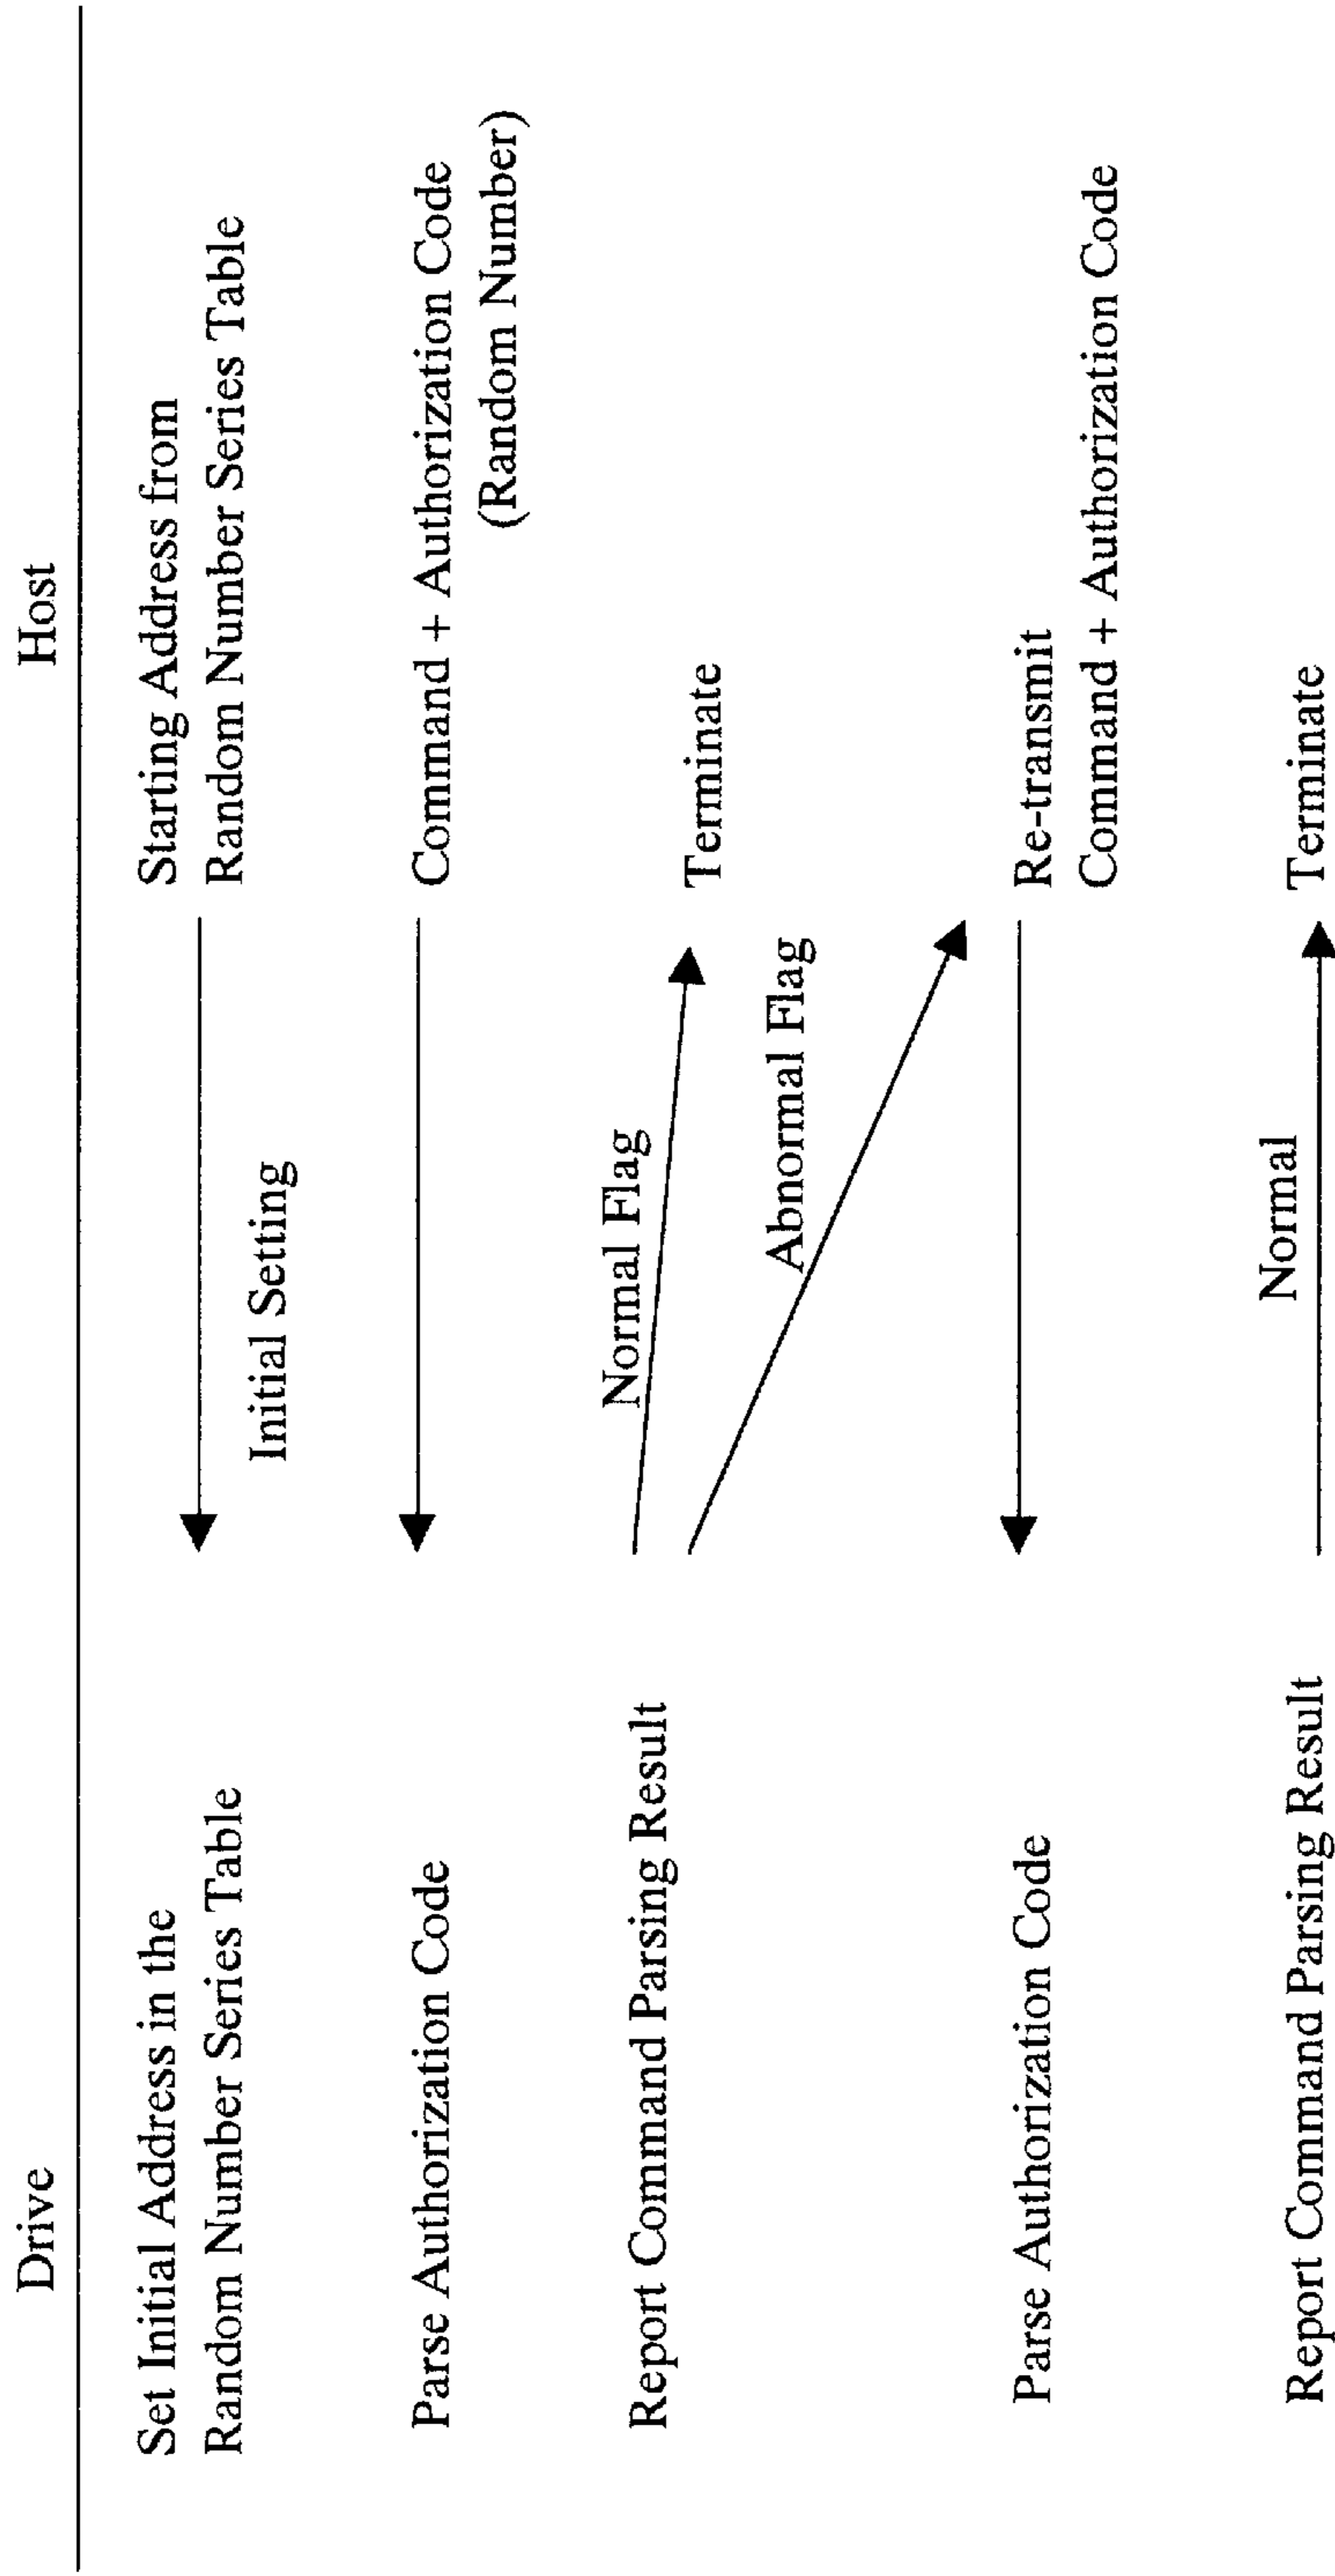 Drive
Host
Set Initial Address in the
Random Number Series Table
Initial Setting
Starting Address from
Random Number Series Table
Parse Authorization Code
Command + Authorization Code
(Random Number)
Report Command Parsing Result
Normal Flag
Terminate
Abnormal Flag
Parse Authorization Code
Re-transmit
Command + Authorization Code
Report Command Parsing Result
Normal
Terminate